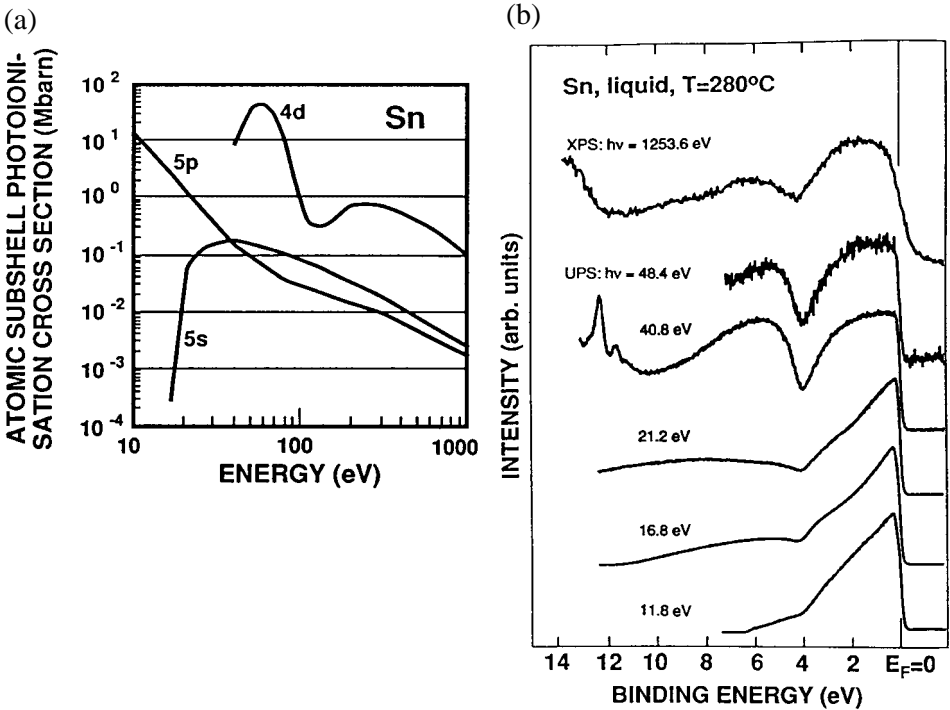 (a)
ATOMIC SUBSHELL PHOTOIONI-
SATION CROSS SECTION (Mbarn)
10 2
10 1
10 0
10 -1
10 -2
10 -3
10 -4
4d
Sn
5p
5s
10
100
1000
ENERGY (eV)
(b)
Sn, liquid, T=280ºC
XPS: hν = 1253.6 eV
UPS: hν = 48.4 eV
40.8 eV
21.2 eV
16.8 eV
11.8 eV
INTENSITY (arb. units)
14 12 10 8 6 4 2 EF=0
BINDING ENERGY (eV)